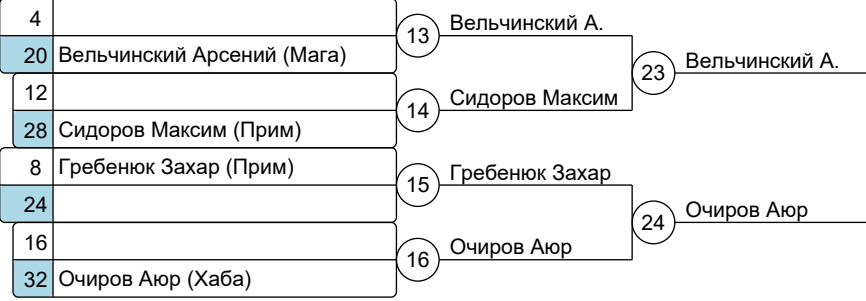 4
20 Вельчинский Арсений (Мага)
12
28 Сидоров Максим (Прим)
8 Гребенюк Захар (Прим)
24
16
32 Очиров Аюр (Хаба)
13 Вельчинский А.
14 Сидоров Максим
15 Гребенюк Захар
16 Очиров Аюр
23 Вельчинский А.
24 Очиров Аюр